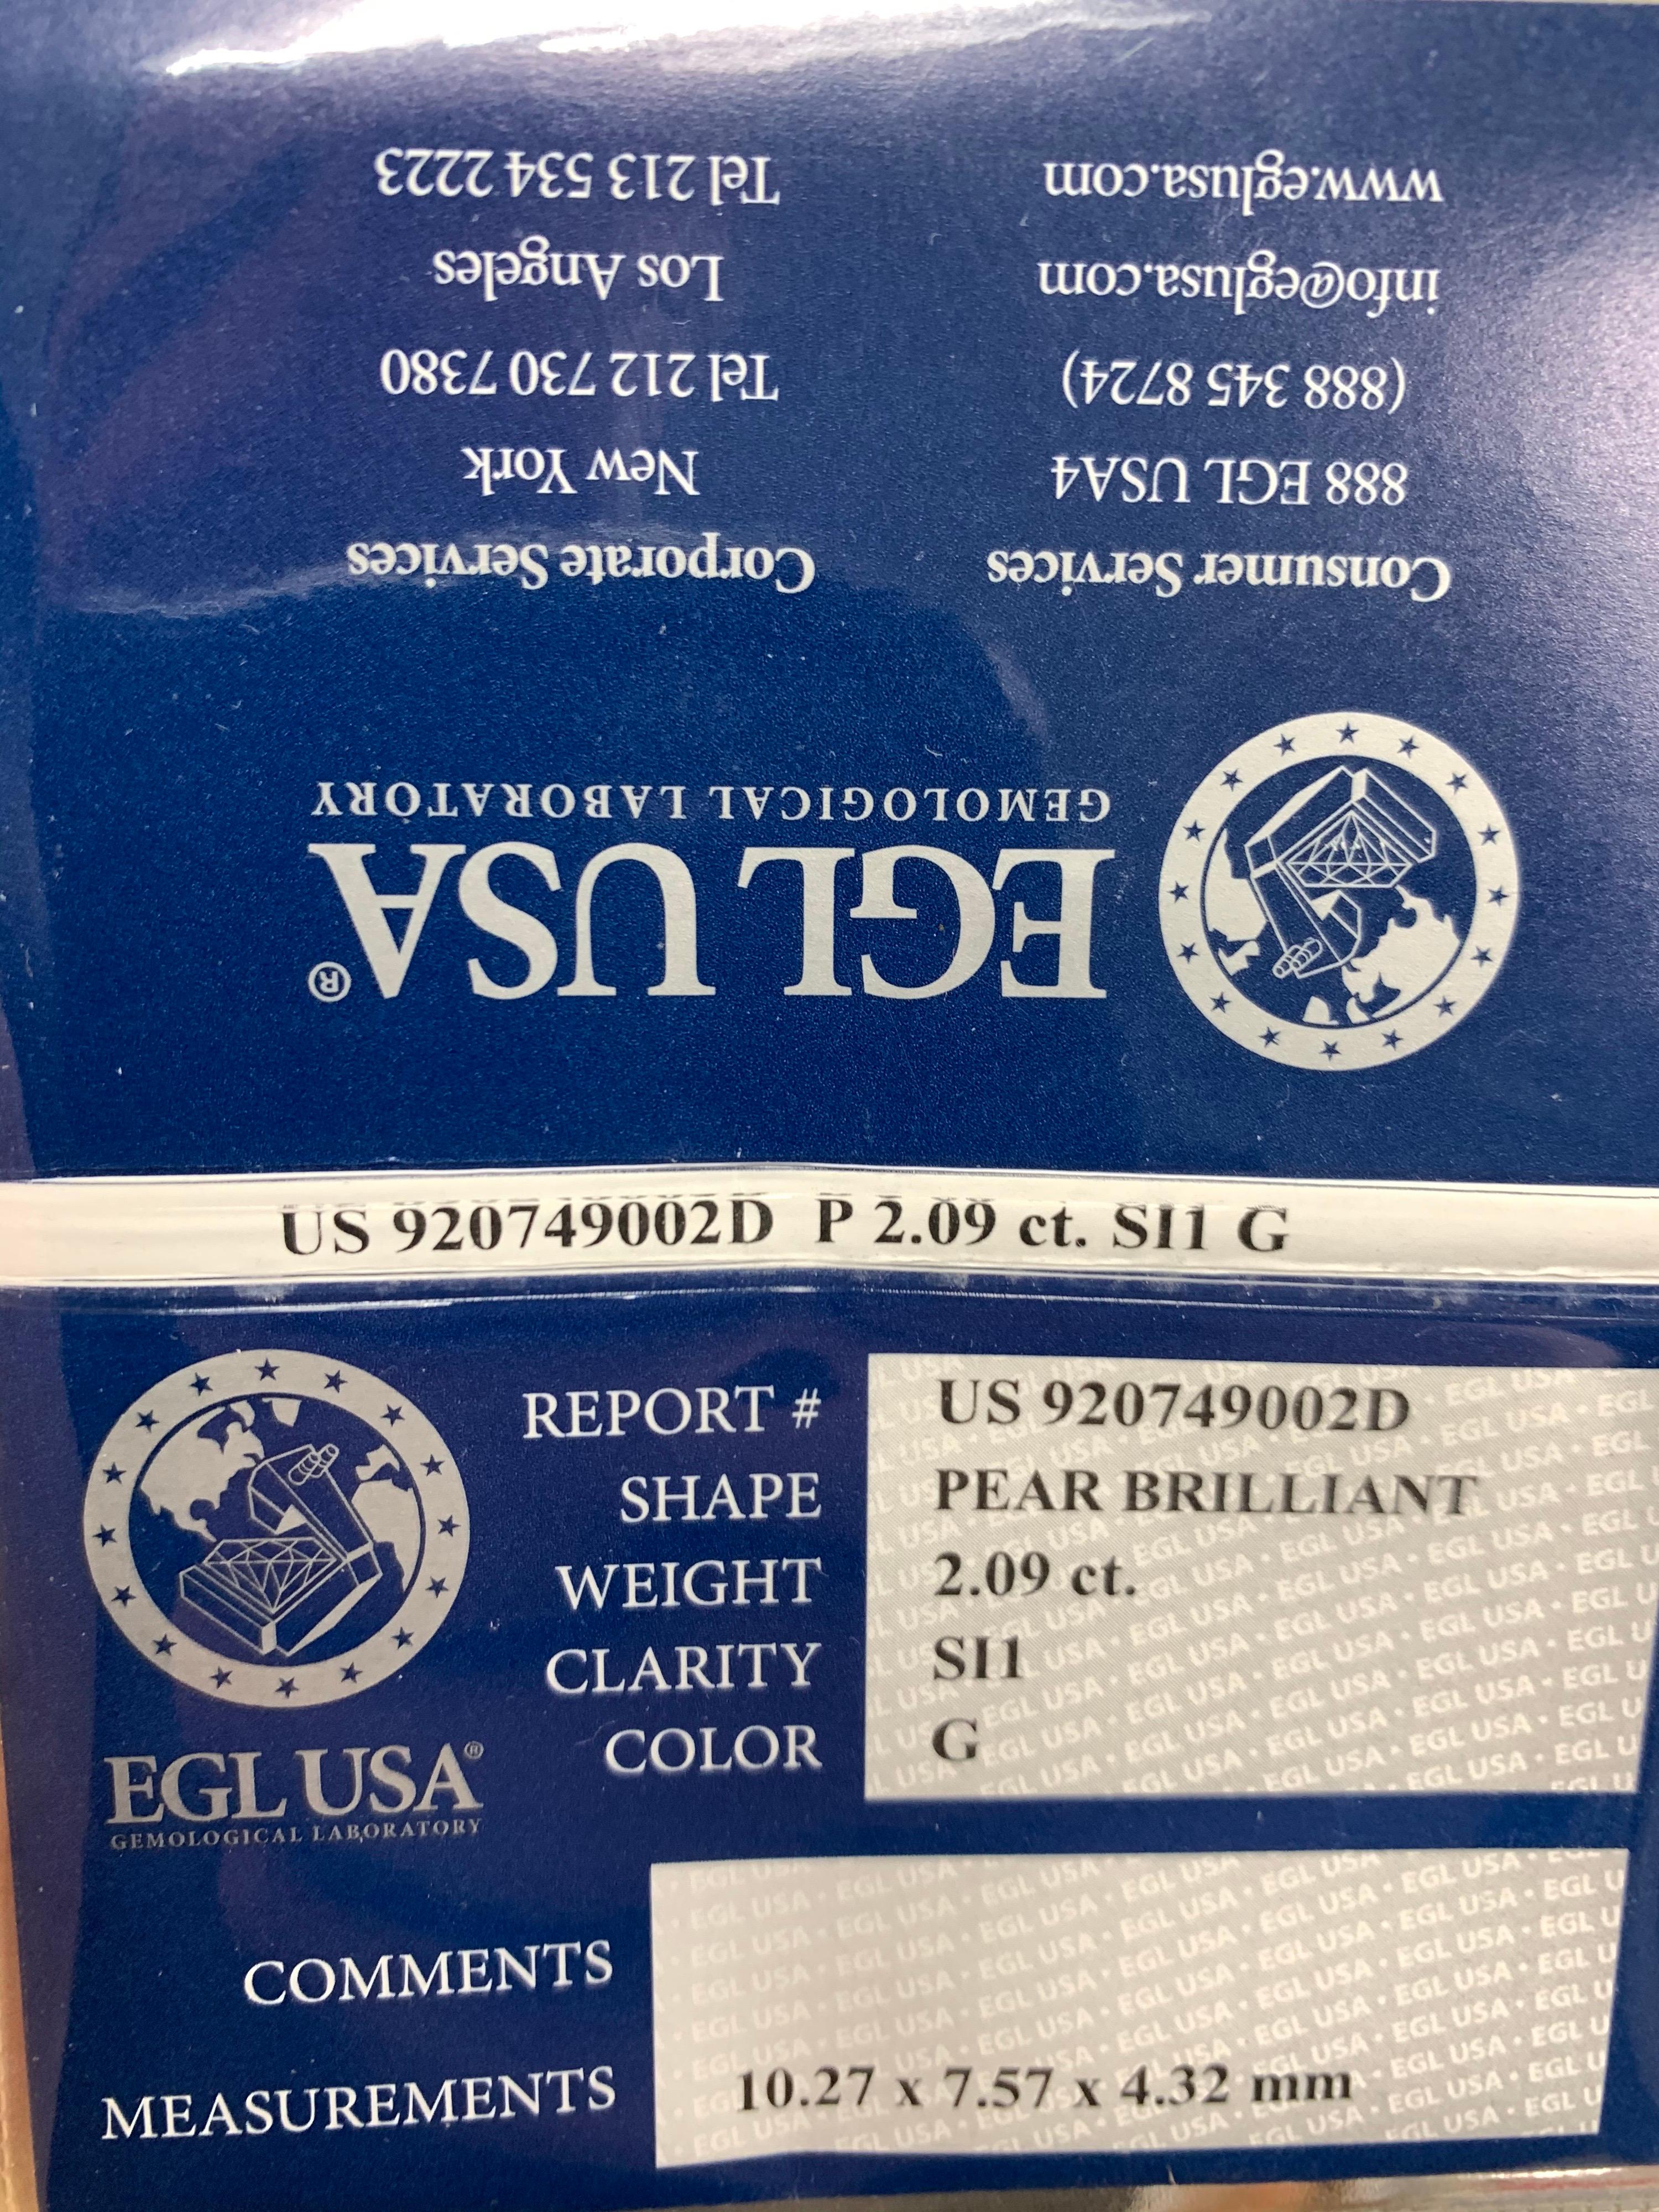 EGL USA®
GEMOLOGICAL LABORATORY
Consumer Services
888 EGL USA4
(888 345 8724)
info@eglusa.com
www.eglusa.com
Corporate Services
New York
Tel 212 730 7380
Los Angeles
Tel 213 534 2223
US 920749002D P 2.09 ct. SI1 G
REPORT # US 920749002D
SHAPE PEAR BRILLIANT
WEIGHT 2.09 ct.
CLARITY SI1
COLOR G
EGL USA®
GEMOLOGICAL LABORATORY
COMMENTS
MEASUREMENTS 10.27 x 7.57 x 4.32 mm